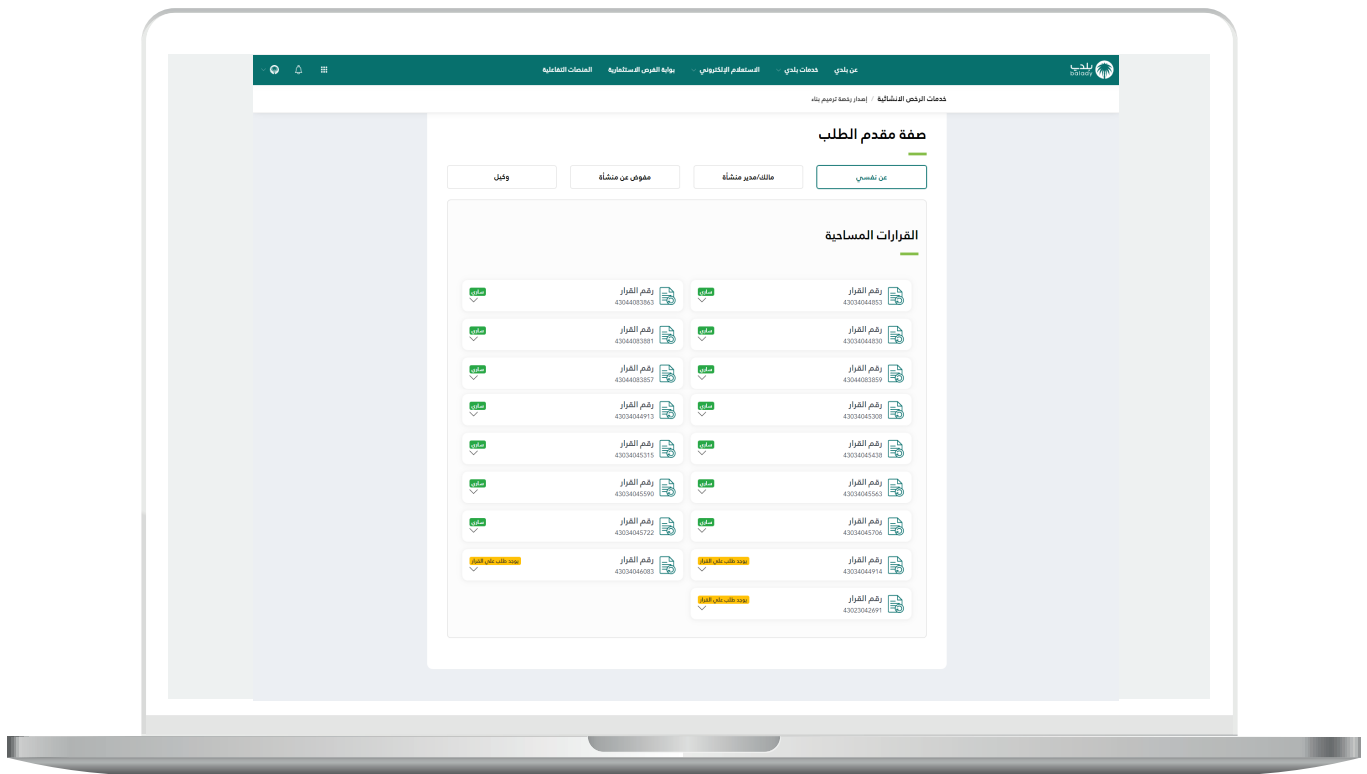 بلدي
balady
عن بلدي
خدمات بلدي
الاستعلام الإلكتروني
بوابة الفرص الاستثمارية
المنصات التفاعلية
خدمات الرخص الانشائية / إصدار رخصة ترميم بناء
صفة مقدم الطلب
عن نفسي
مالك/مدير منشأة
مفوض عن منشأة
وكيل
القرارات المساحية
رقم القرار
43034044853
ساري
رقم القرار
43044083863
ساري
رقم القرار
43034044830
ساري
رقم القرار
43044083881
ساري
رقم القرار
43044083859
ساري
رقم القرار
43044083857
ساري
رقم القرار
43034045308
ساري
رقم القرار
43034044913
ساري
رقم القرار
43034045438
ساري
رقم القرار
43034045315
ساري
رقم القرار
43034045563
ساري
رقم القرار
43034045590
ساري
رقم القرار
43034045706
ساري
رقم القرار
43034045722
ساري
رقم القرار
43034044914
يوجد طلب على القرار
رقم القرار
43034046083
يوجد طلب على القرار
رقم القرار
43023042691
يوجد طلب على القرار